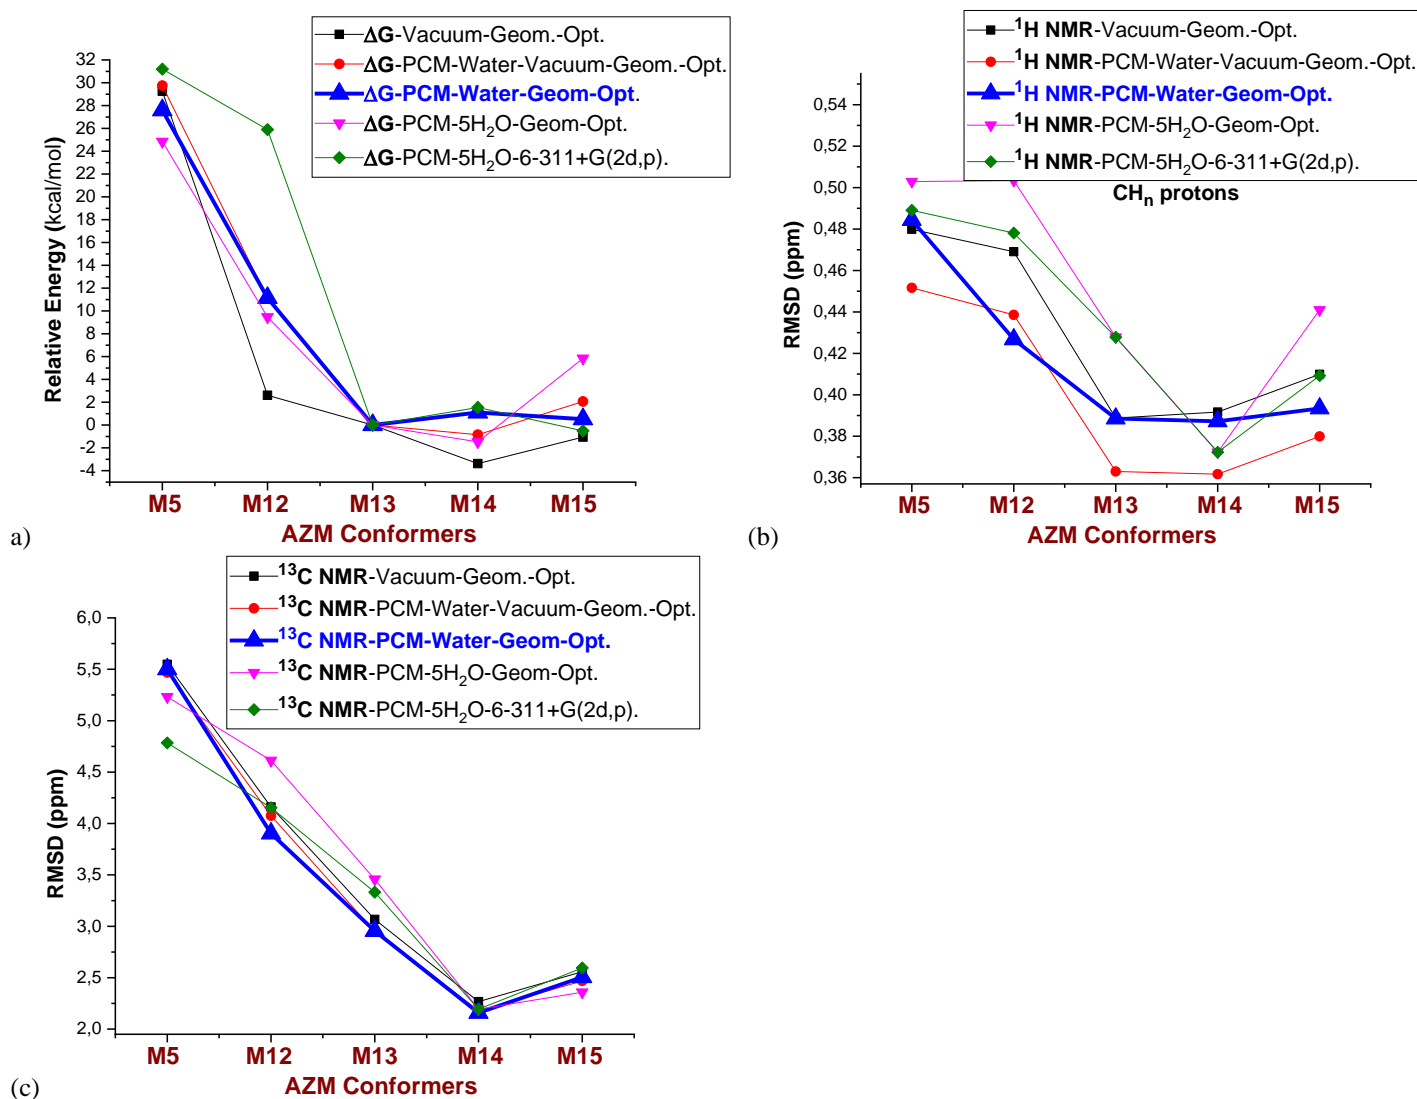 ΔG-Vacuum-Geom.-Opt.
ΔG-PCM-Water-Vacuum-Geom.-Opt.
ΔG-PCM-Water-Geom-Opt.
ΔG-PCM-5H₂O-Geom-Opt.
ΔG-PCM-5H₂O-6-311+G(2d,p).
32
30
28
26
24
22
20
18
16
14
12
10
8
6
4
2
0
-2
-4
Relative Energy (kcal/mol)
M5 M12 M13 M14 M15
AZM Conformers
a)
¹H NMR-Vacuum-Geom.-Opt.
¹H NMR-PCM-Water-Vacuum-Geom.-Opt.
¹H NMR-PCM-Water-Geom-Opt.
¹H NMR-PCM-5H₂O-Geom-Opt.
¹H NMR-PCM-5H₂O-6-311+G(2d,p).
CHₙ protons
0,54
0,52
0,50
0,48
0,46
0,44
0,42
0,40
0,38
0,36
RMSD (ppm)
M5 M12 M13 M14 M15
AZM Conformers
(b)
¹³C NMR-Vacuum-Geom.-Opt.
¹³C NMR-PCM-Water-Vacuum-Geom.-Opt.
¹³C NMR-PCM-Water-Geom-Opt.
¹³C NMR-PCM-5H₂O-Geom-Opt.
¹³C NMR-PCM-5H₂O-6-311+G(2d,p).
6,0
5,5
5,0
4,5
4,0
3,5
3,0
2,5
2,0
RMSD (ppm)
M5 M12 M13 M14 M15
AZM Conformers
(c)